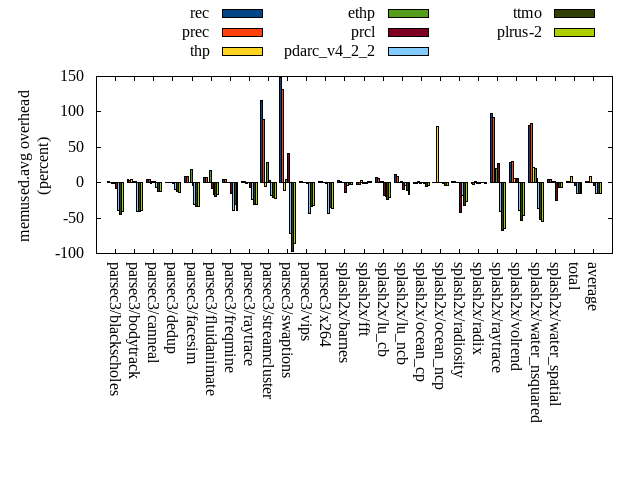 rec
ethp
ttmo
prec
prcl
plrus-2
thp
pdarc_v4_2_2
memused.avg overhead
(percent)
150
100
50
0
-50
-100
parsec3/blackscholes
parsec3/bodytrack
parsec3/canneal
parsec3/dedup
parsec3/facesim
parsec3/fluidanimate
parsec3/freqmine
parsec3/raytrace
parsec3/streamcluster
parsec3/swaptions
parsec3/vips
parsec3/x264
splash2x/barnes
splash2x/fft
splash2x/lu_cb
splash2x/lu_ncb
splash2x/ocean_cp
splash2x/ocean_ncp
splash2x/radiosity
splash2x/radix
splash2x/raytrace
splash2x/volrend
splash2x/water_nsquared
splash2x/water_spatial
total
average